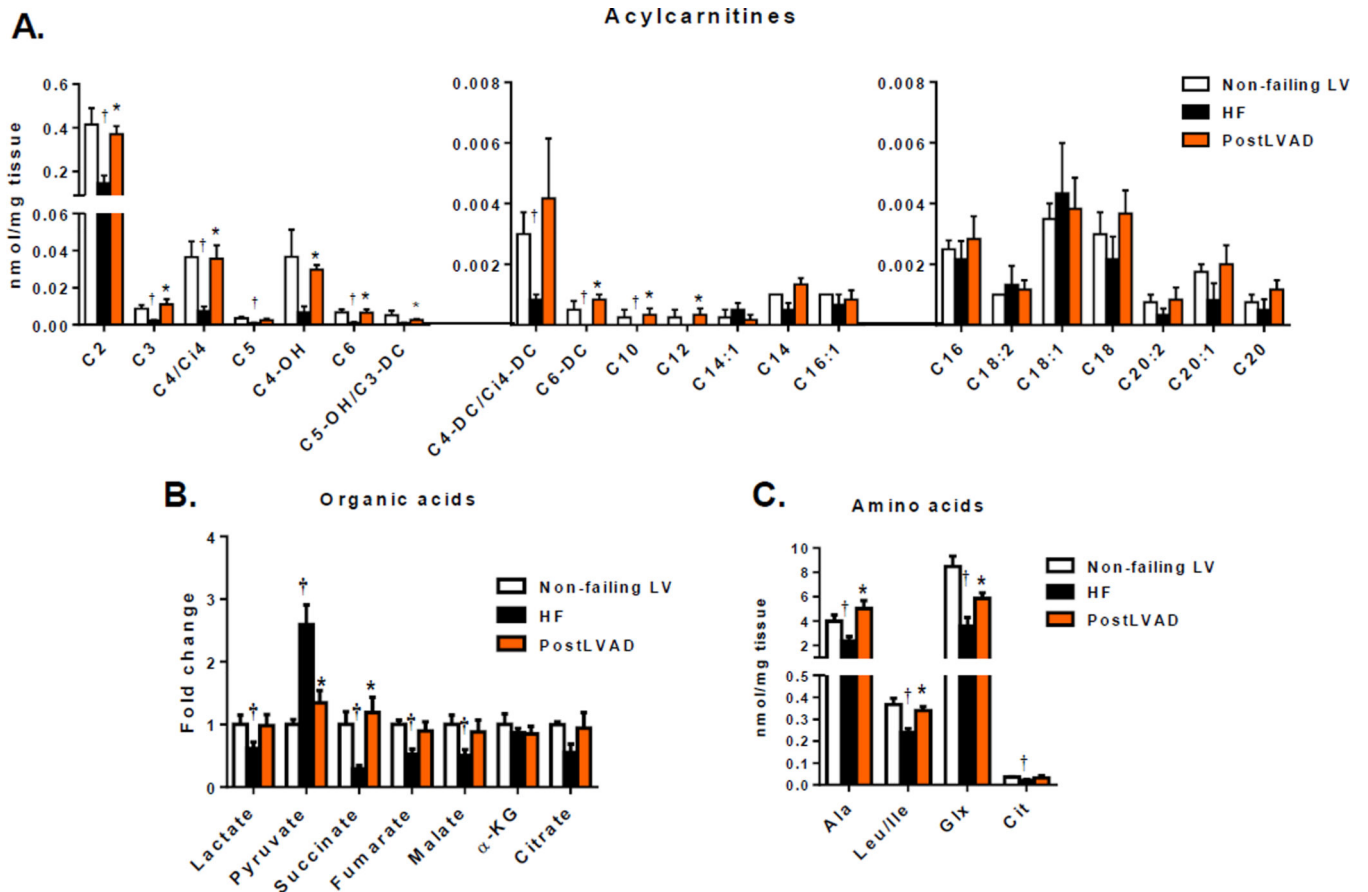 Acylcarnitines
A.
nmol/mg tissue
0.6
0.4
0.2
0.06
0.04
0.02
0.00
† *
† *
† *
†
*
† *
*
C2
C3
C4/Ci4
C5
C4-OH
C6
C5-OH/C3-DC
0.008
0.006
0.004
0.002
†
† *
† *
*
C4-DC/Ci4-DC
C6-DC
C10
C12
C14:1
C14
C16:1
0.008
0.006
0.004
0.002
C16
C18:2
C18:1
C18
C20:2
C20:1
C20
Non-failing LV
HF
PostLVAD
B.
Organic acids
Fold change
4
3
2
1
0
†
†
*
† *
†
†
Lactate
Pyruvate
Succinate
Fumarate
Malate
α-KG
Citrate
Non-failing LV
HF
PostLVAD
C.
Amino acids
nmol/mg tissue
10
8
6
4
2
0.5
0.4
0.3
0.2
0.1
0.0
† *
† *
† *
†
Ala
Leu/Ile
Glx
Cit
Non-failing LV
HF
PostLVAD